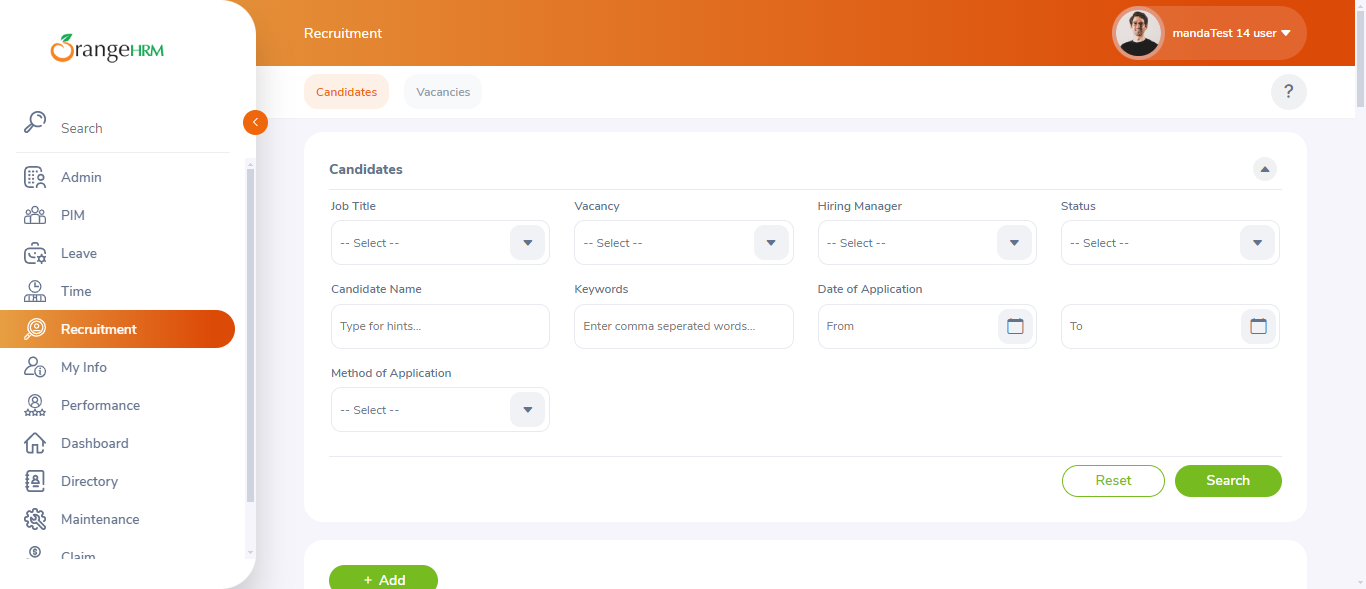 OrangeHRM
Recruitment
mandaTest 14 user
Candidates
Vacancies
?
Search
Admin
PIM
Leave
Time
Recruitment
My Info
Performance
Dashboard
Directory
Maintenance
Claim
Candidates
Job Title
Vacancy
Hiring Manager
Status
-- Select --
-- Select --
-- Select --
-- Select --
Candidate Name
Keywords
Date of Application
Type for hints...
Enter comma seperated words...
From
To
Method of Application
-- Select --
Reset
Search
+ Add